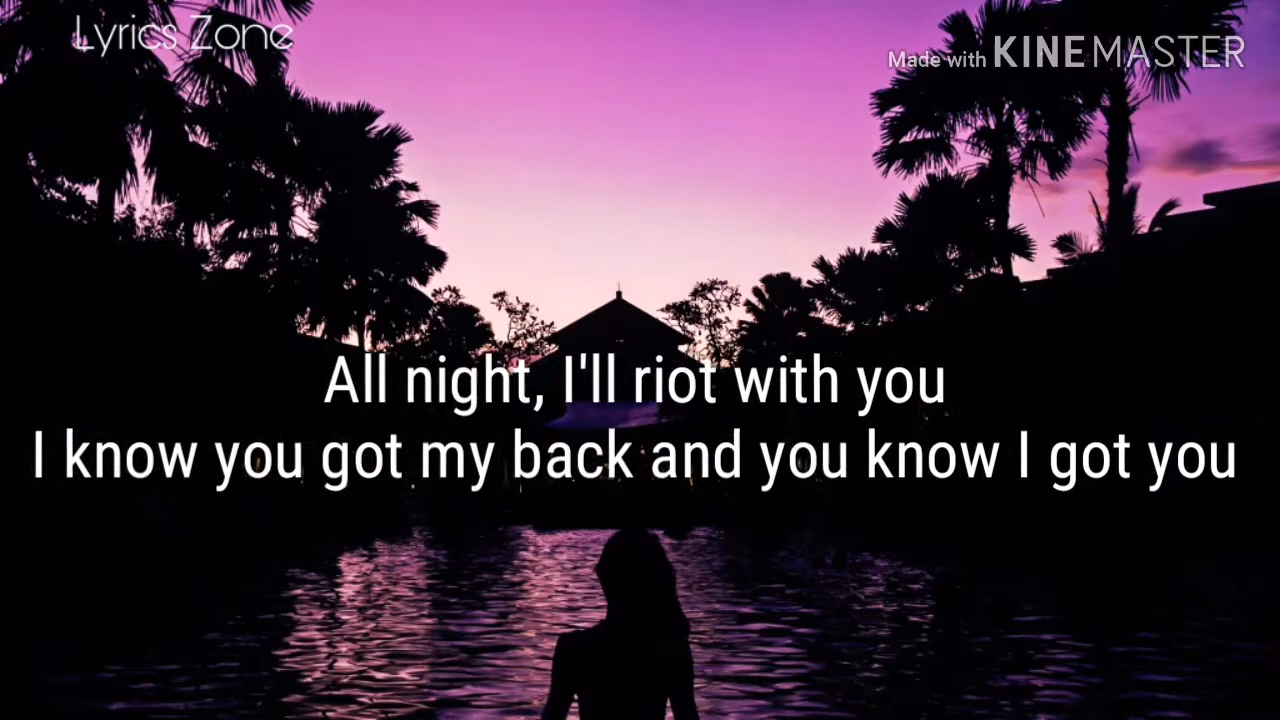 Lyrics Zone
Made with KINEMASTER
All night, I'll riot with you
I know you got my back and you know I got you